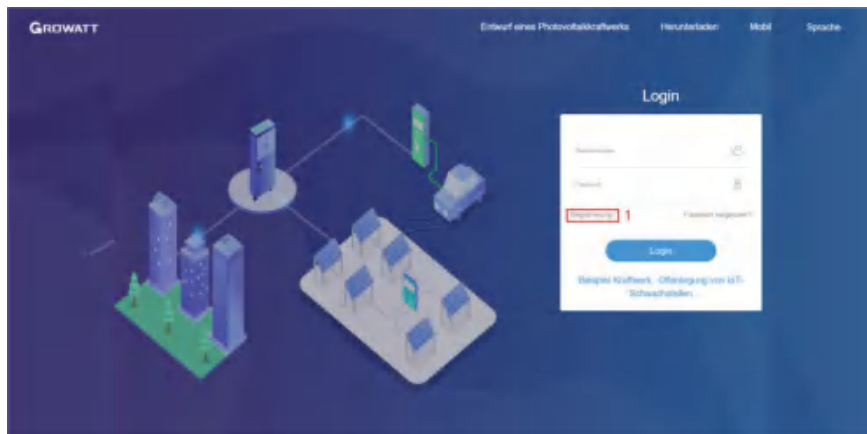 GROWATT
Entwurf eines Photovoltaikkraftwerks Herunterladen Mobil Sprache
Login
Passwort
Registrierung 1 Passwort vergessen?
Login
Beispiel Kraftwerk, Offenlegung von IoT-
Schwachstellen